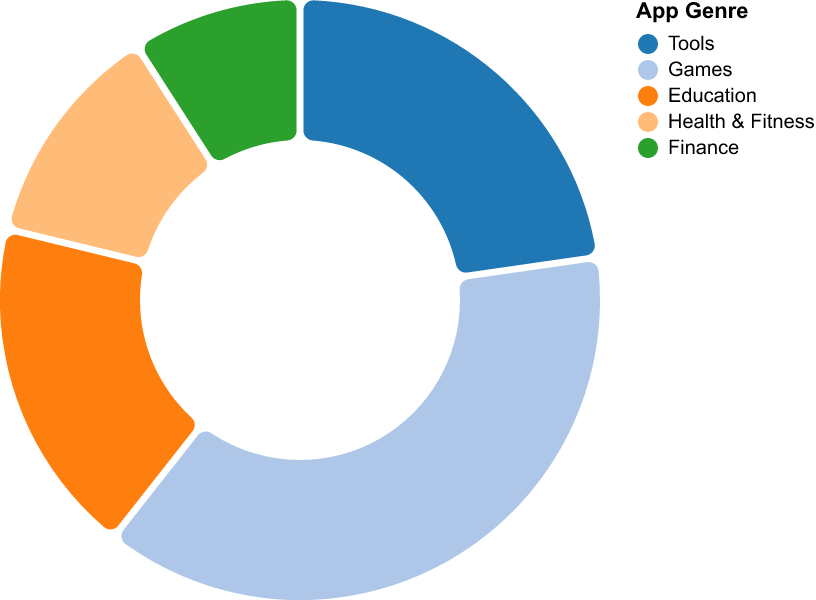 App Genre
Tools
Games
Education
Health & Fitness
Finance